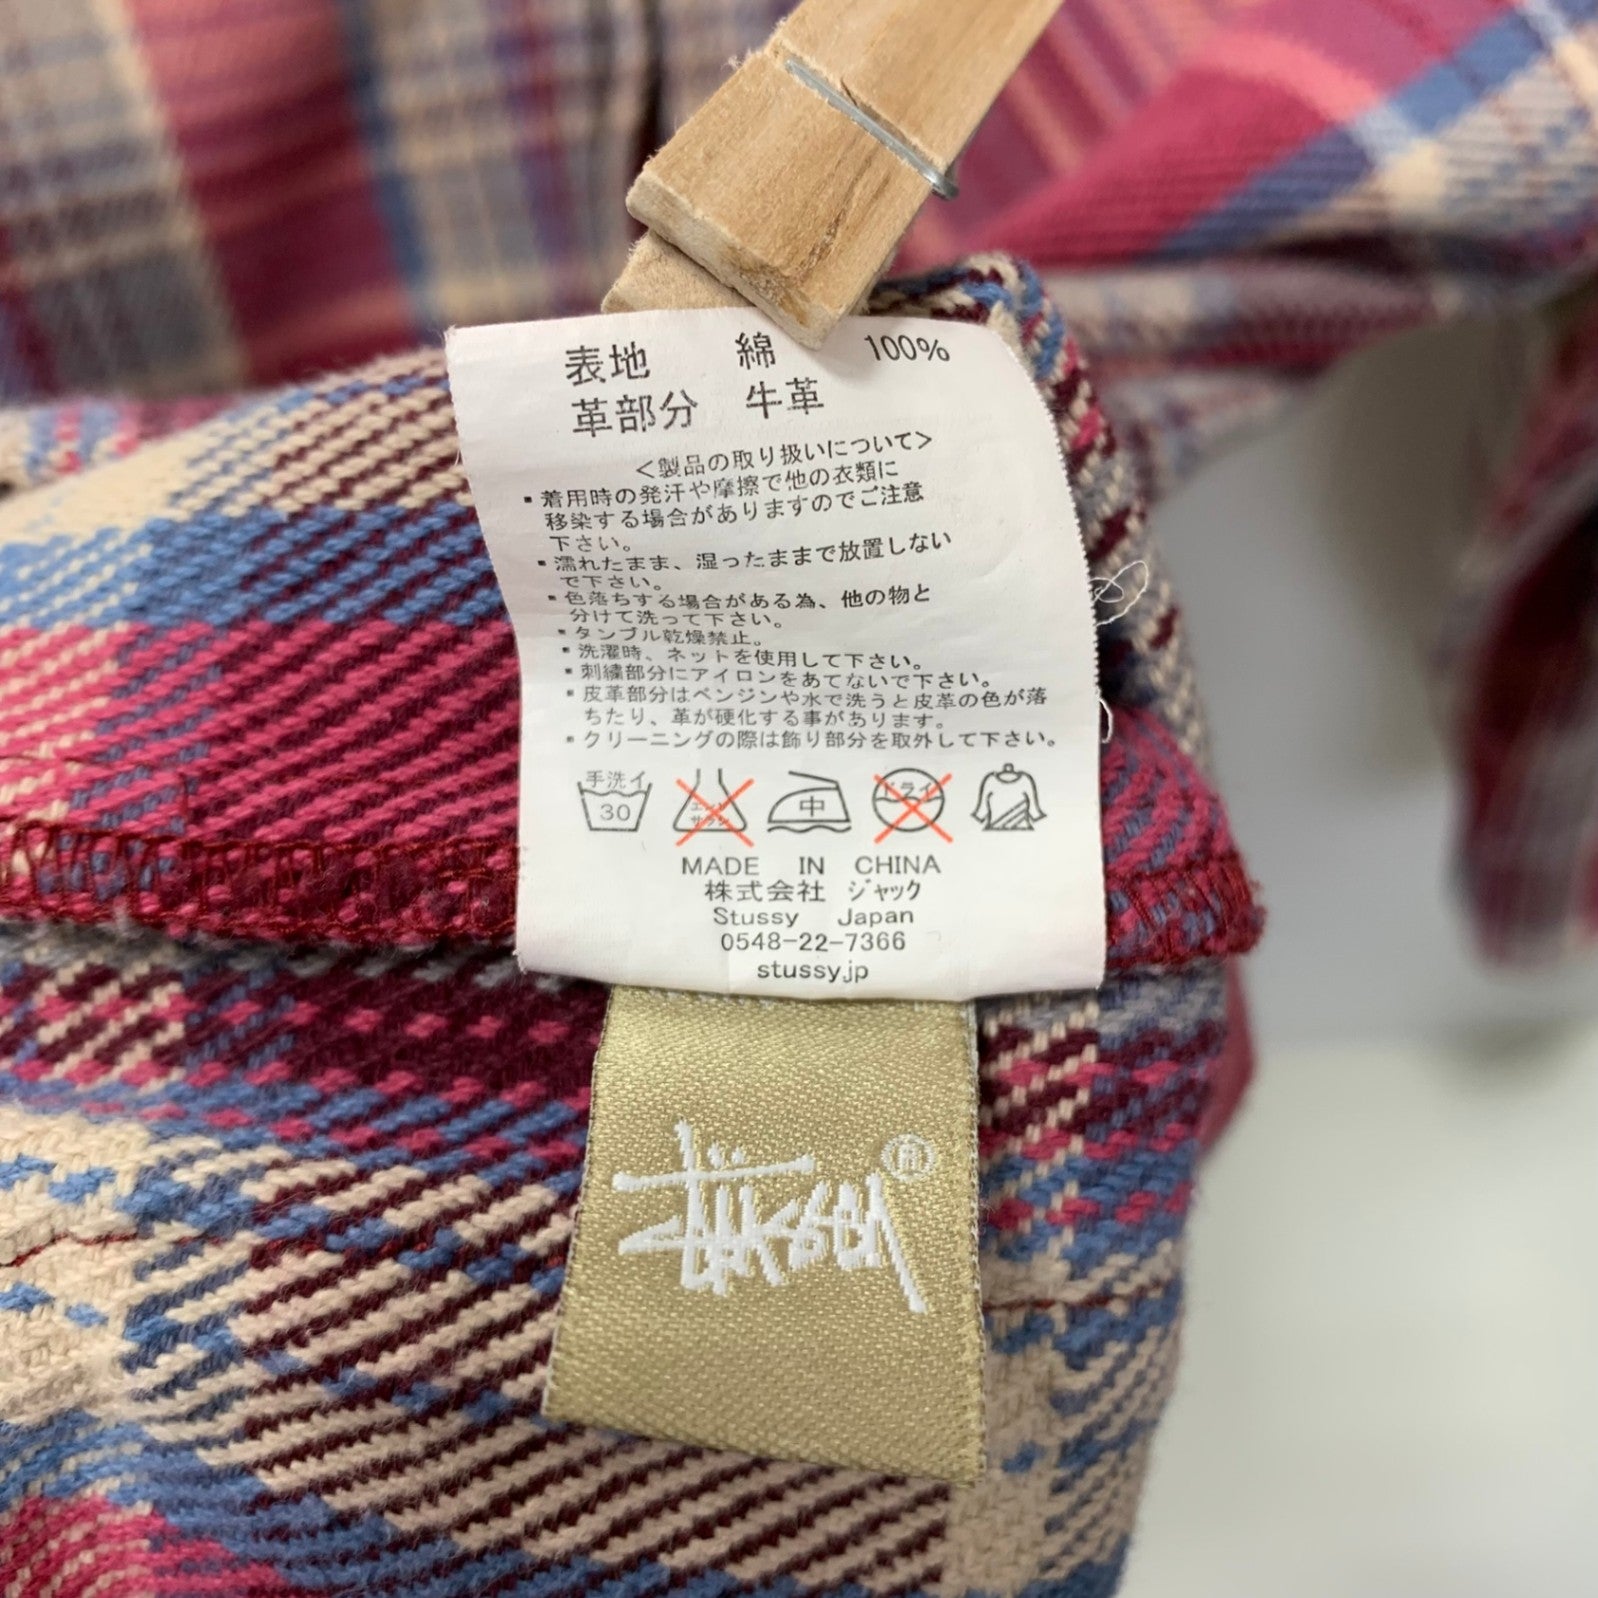 表地 綿 100%
革部分 牛革
<製品の取り扱いについて>
▪着用時の発汗や摩擦で他の衣類に
移染する場合がありますのでご注意
下さい。
▪濡れたまま、湿ったままで放置しない
で下さい。
▪色落ちする場合がある為、他の物と
分けて洗って下さい。
▪タンブル乾燥禁止。
▪洗濯時、ネットを使用して下さい。
▪刺繍部分にアイロンをあてないで下さい。
▪皮革部分はベンジンや水で洗うと皮革の色が落
ちたり、革が硬化する事があります。
▪クリーニングの際は飾り部分を取外して下さい。
手洗イ 30 エンソサラシ 中 ドライ
MADE IN CHINA
株式会社 ジャック
Stussy Japan
0548-22-7366
stussy.jp
Stüssy ®